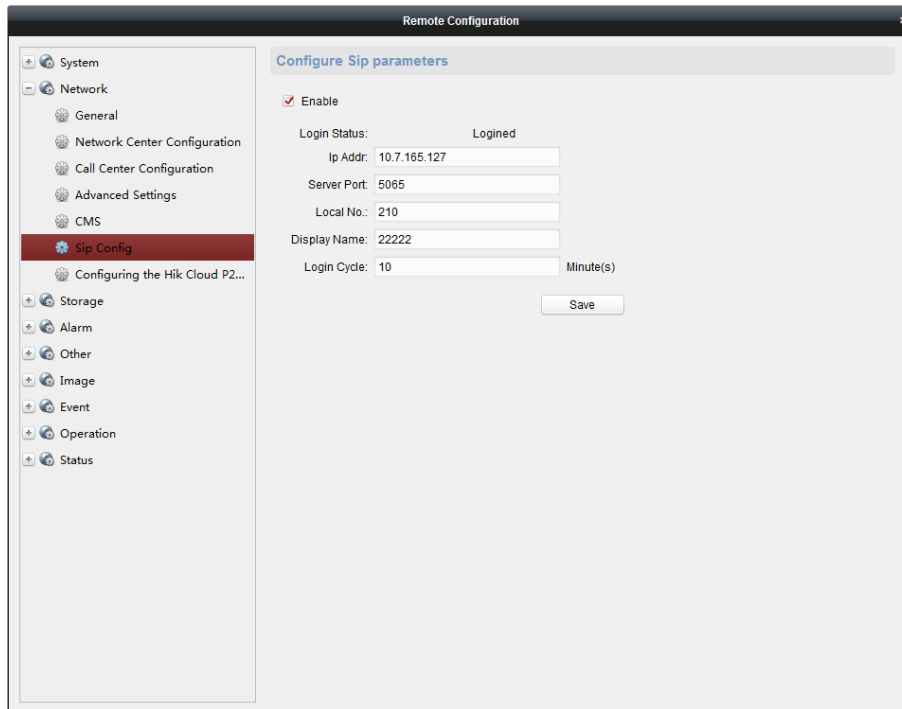 Remote Configuration
System
Network
General
Network Center Configuration
Call Center Configuration
Advanced Settings
CMS
Sip Config
Configuring the Hik Cloud P2...
Storage
Alarm
Other
Image
Event
Operation
Status
Configure Sip parameters
Enable
Login Status: Logined
Ip Addr: 10.7.165.127
Server Port: 5065
Local No.: 210
Display Name: 22222
Login Cycle: 10 Minute(s)
Save